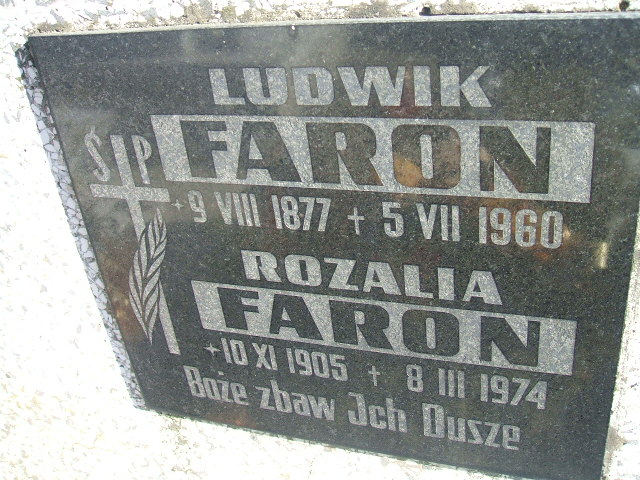 LUDWIK
Ś P
FARON
* 9 VIII 1877 + 5 VII 1960
ROZALIA
FARON
* 10 XI 1905 + 8 III 1974
Boże zbaw Jch Dusze